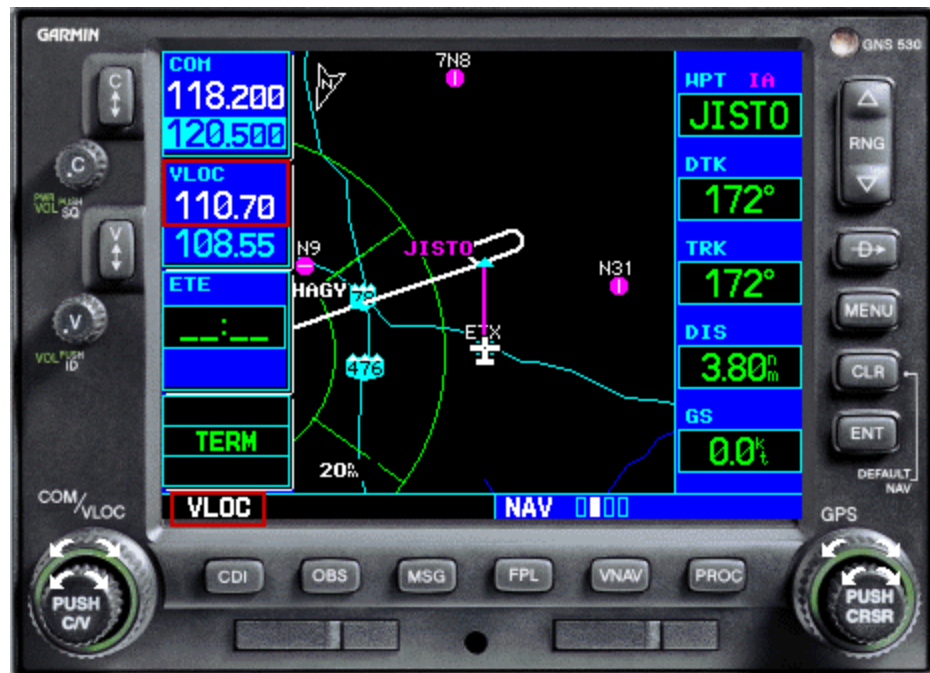 GARMIN
GNS 530
C
.C
PWR PUSH
VOL SQ
V
.V
VOL PUSH
ID
COM
118.200
120.500
VLOC
110.70
108.55
ETE
__:__
TERM
N
7N8
N9
JISTO
HAGY
78
476
N31
ETX
20nm
WPT IA
JISTO
DTK
172°
TRK
172°
DIS
3.80nm
GS
0.0kt
VLOC
NAV
RNG
D
MENU
CLR
ENT
DEFAULT
NAV
COM/VLOC
PUSH
C/V
CDI
OBS
MSG
FPL
VNAV
PROC
GPS
PUSH
CRSR